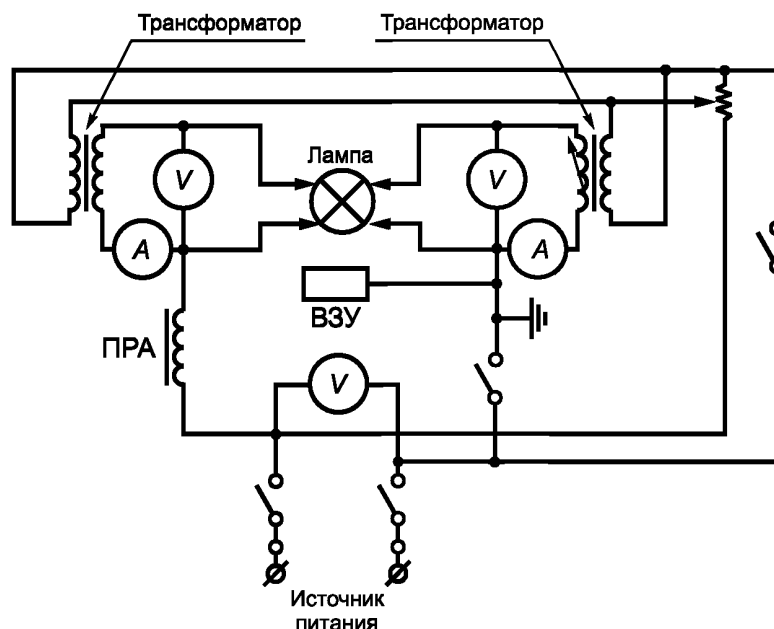 Трансформатор
Трансформатор
Лампа
V
V
A
A
ВЗУ
ПРА
V
Источник
питания